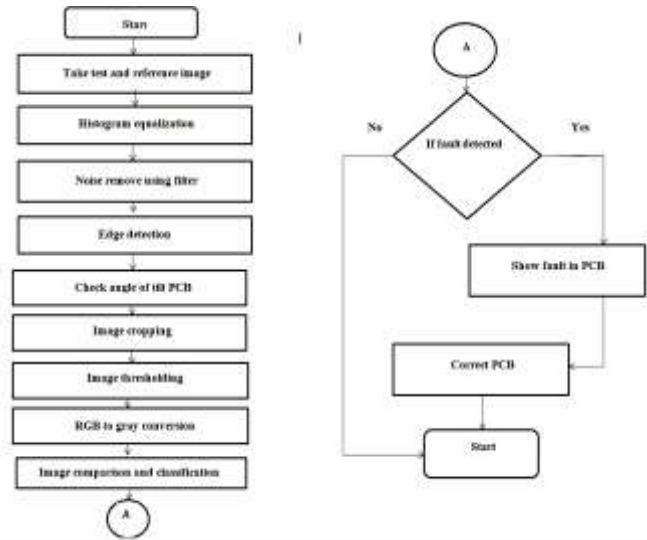 Start
Take test and reference image
Histogram equalization
Noise remove using filter
Edge detection
Check angle of tilt PCB
Image cropping
Image thresholding
RGB to gray conversion
Image comparison and classification
A
A
No
Yes
If fault detected
Show fault in PCB
Correct PCB
Start